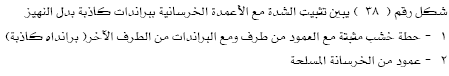 شكل رقم ( ٣٨ ) يبين تثبيت الشدة مع الأعمدة الخرسانية ببراندات كاذبة بدل النهيز
١ - حطة خشب مثبتة مع العمود من طرف ومع البراندات من الطرف الآخر( برانداه كاذبة)
٢ - عمود من الخرسانة المسلحة